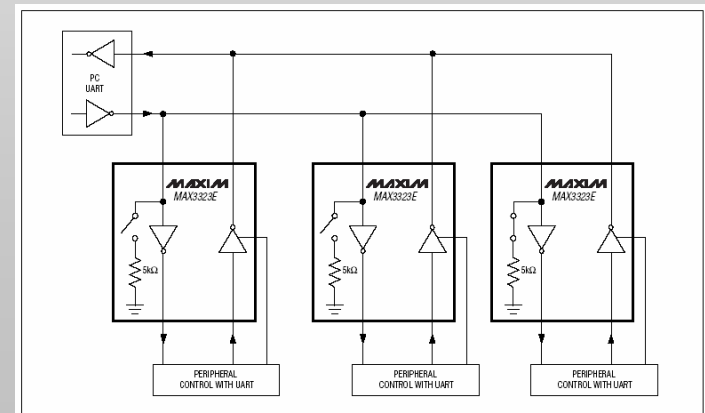 PC
UART
MAXIM
MAX3323E
5kΩ
MAXIM
MAX3323E
5kΩ
MAXIM
MAX3323E
5kΩ
PERIPHERAL
CONTROL WITH UART
PERIPHERAL
CONTROL WITH UART
PERIPHERAL
CONTROL WITH UART